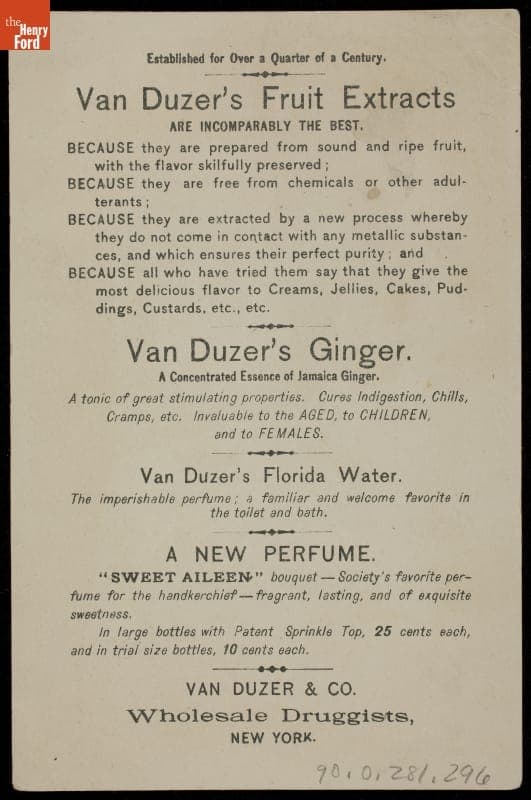 the
Henry
Ford
Established for Over a Quarter of a Century.
Van Duzer's Fruit Extracts
ARE INCOMPARABLY THE BEST.
BECAUSE they are prepared from sound and ripe fruit,
with the flavor skilfully preserved;
BECAUSE they are free from chemicals or other adul-
terants;
BECAUSE they are extracted by a new process whereby
they do not come in contact with any metallic substan-
ces, and which ensures their perfect purity; and
BECAUSE all who have tried them say that they give the
most delicious flavor to Creams, Jellies, Cakes, Pud-
dings, Custards, etc., etc.
Van Duzer's Ginger.
A Concentrated Essence of Jamaica Ginger.
A tonic of great stimulating properties. Cures Indigestion, Chills,
Cramps, etc. Invaluable to the AGED, to CHILDREN,
and to FEMALES.
Van Duzer's Florida Water.
The imperishable perfume; a familiar and welcome favorite in
the toilet and bath.
A NEW PERFUME.
"SWEET AILEEN" bouquet — Society's favorite per-
fume for the handkerchief — fragrant, lasting, and of exquisite
sweetness.
In large bottles with Patent Sprinkle Top, 25 cents each,
and in trial size bottles, 10 cents each.
VAN DUZER & CO.
Wholesale Druggists,
NEW YORK.
90.0.281.296